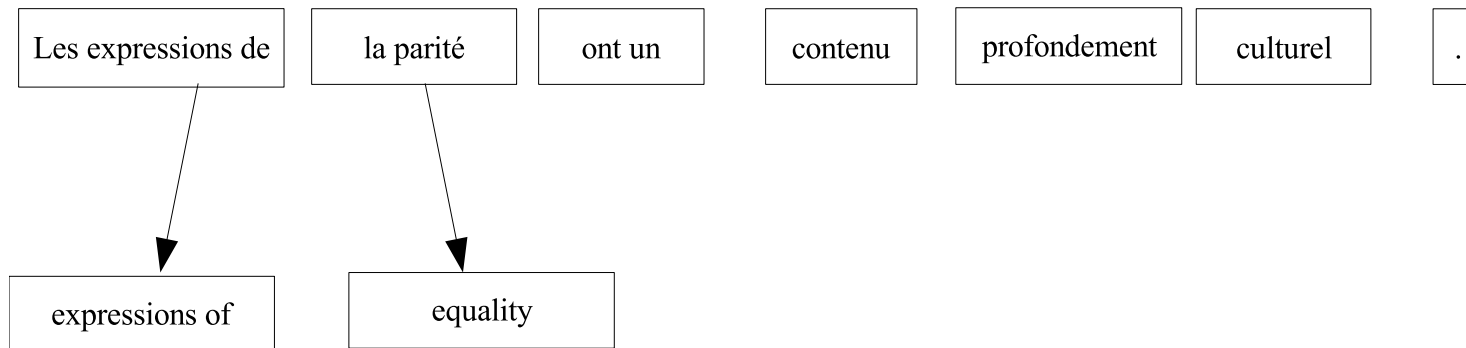 Les expressions de la parité ont un contenu profondement culturel .
expressions of equality